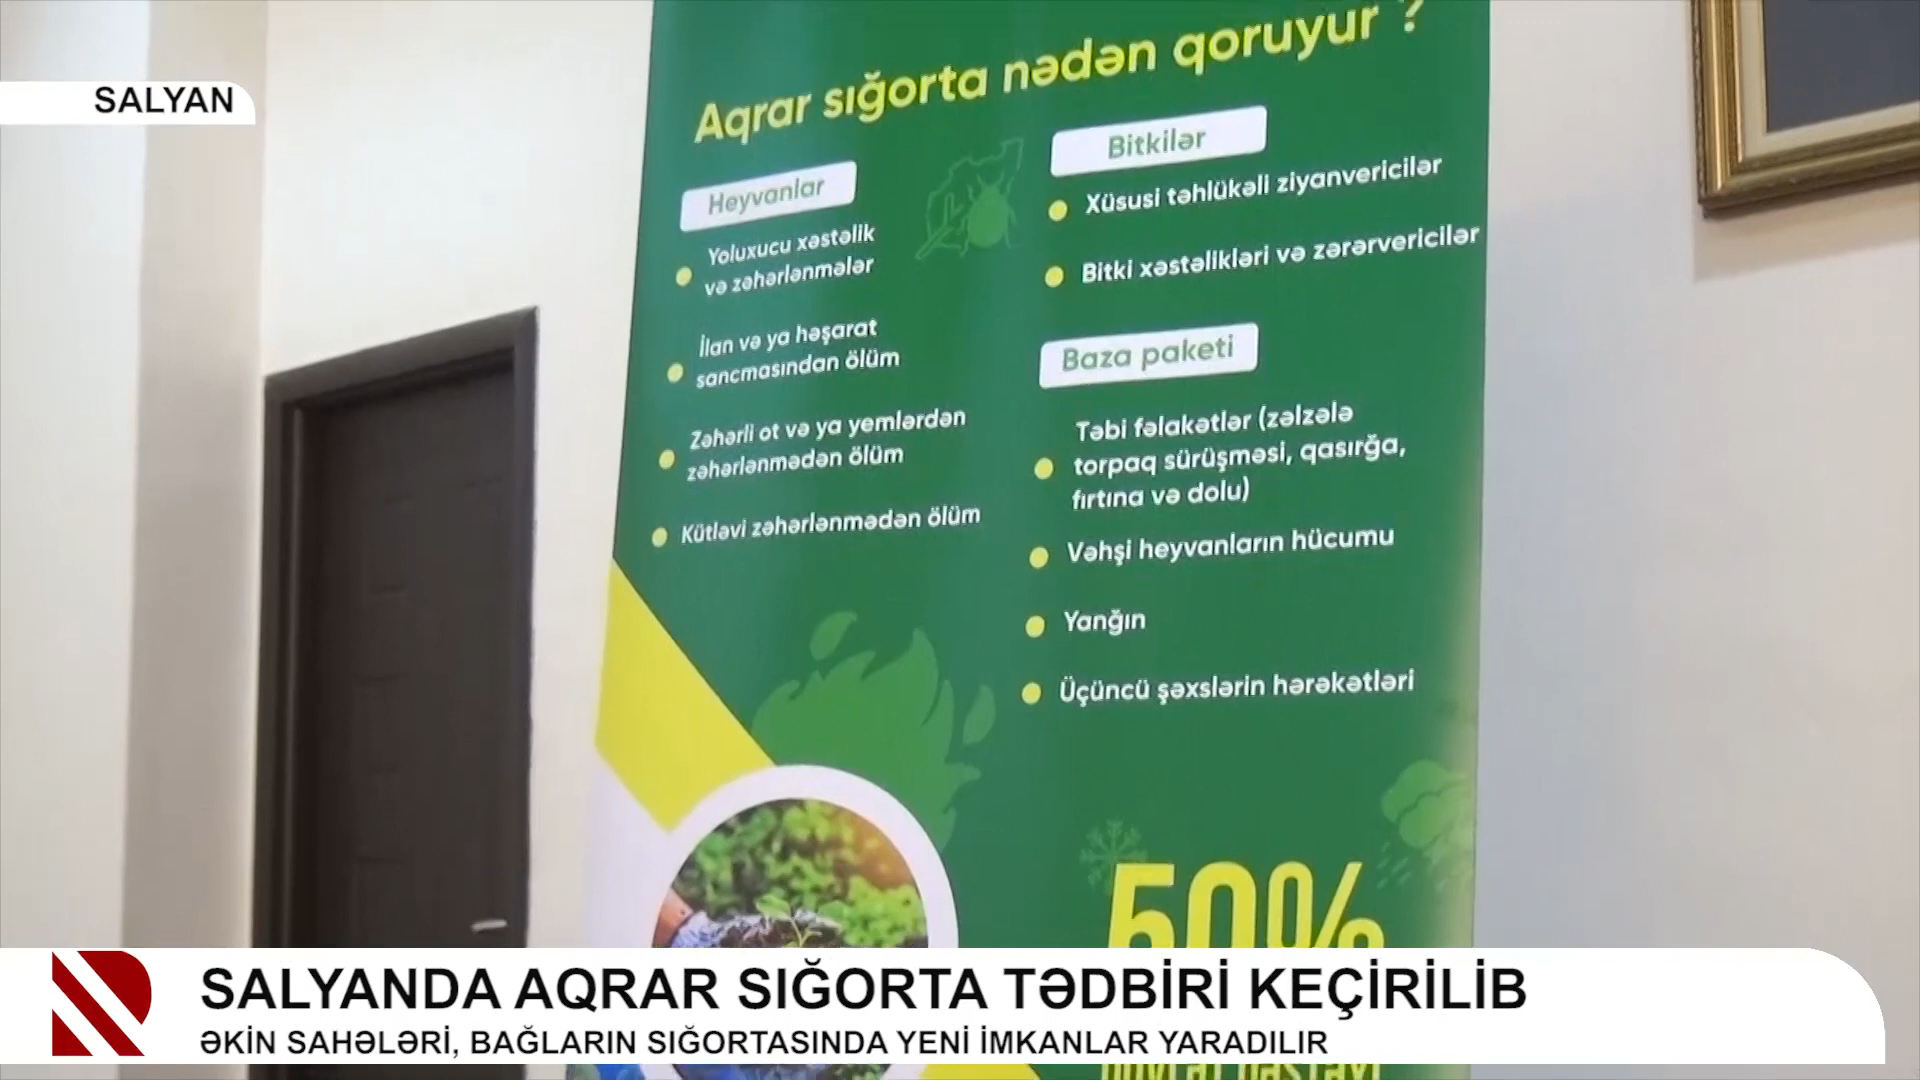 SALYAN
Aqrar sığorta nədən qoruyur ?
Heyvanlar
Yoluxucu xəstəlik
və zəhərlənmələr
İlan və ya həşarat
sancmasından ölüm
Zəhərli ot və ya yemlərdən
zəhərlənmədən ölüm
Kütləvi zəhərlənmədən ölüm
Bitkilər
Xüsusi təhlükəli ziyanvericilər
Bitki xəstəlikləri və zərərvericilər
Baza paketi
Təbi fəlakətlər (zəlzələ
torpaq sürüşməsi, qasırğa,
fırtına və dolu)
Vəhşi heyvanların hücumu
Yanğın
Üçüncü şəxslərin hərəkətləri
50%
SALYANDA AQRAR SIĞORTA TƏDBİRİ KEÇİRİLİB
ƏKİN SAHƏLƏRİ, BAĞLARIN SIĞORTASINDA YENİ İMKANLAR YARADILIR